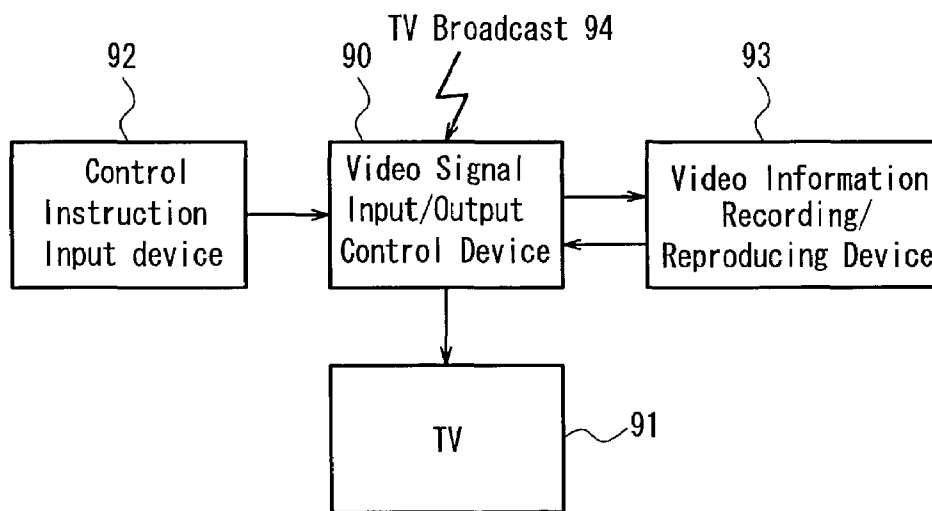 TV Broadcast 94
92
90
93
Control
Instruction
Input device
Video Signal
Input/Output
Control Device
Video Information
Recording/
Reproducing Device
TV
91